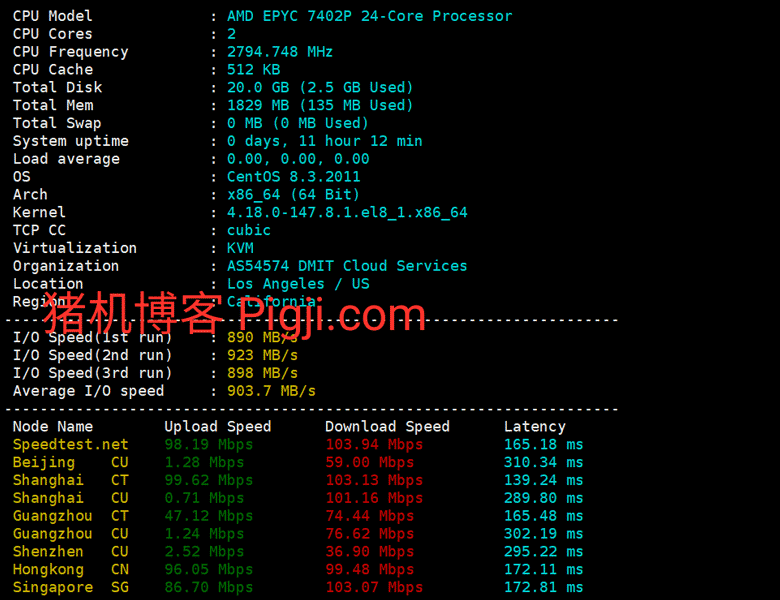 CPU Model : AMD EPYC 7402P 24-Core Processor
CPU Cores : 2
CPU Frequency : 2794.748 MHz
CPU Cache : 512 KB
Total Disk : 20.0 GB (2.5 GB Used)
Total Mem : 1829 MB (135 MB Used)
Total Swap : 0 MB (0 MB Used)
System uptime : 0 days, 11 hour 12 min
Load average : 0.00, 0.00, 0.00
OS : CentOS 8.3.2011
Arch : x86_64 (64 Bit)
Kernel : 4.18.0-147.8.1.el8_1.x86_64
TCP CC : cubic
Virtualization : KVM
Organization : AS54574 DMIT Cloud Services
Location : Los Angeles / US
Region : California
猪机博客 Pigji.com
----------------------------------------------------------------------
I/O Speed(1st run) : 890 MB/s
I/O Speed(2nd run) : 923 MB/s
I/O Speed(3rd run) : 898 MB/s
Average I/O speed : 903.7 MB/s
----------------------------------------------------------------------
Node Name Upload Speed Download Speed Latency
Speedtest.net 98.19 Mbps 103.94 Mbps 165.18 ms
Beijing CU 1.28 Mbps 59.00 Mbps 310.34 ms
Shanghai CT 99.62 Mbps 103.13 Mbps 139.24 ms
Shanghai CU 0.71 Mbps 101.16 Mbps 289.80 ms
Guangzhou CT 47.12 Mbps 74.44 Mbps 165.48 ms
Guangzhou CU 1.24 Mbps 76.62 Mbps 302.19 ms
Shenzhen CU 2.52 Mbps 36.90 Mbps 295.22 ms
Hongkong CN 96.05 Mbps 99.48 Mbps 172.11 ms
Singapore SG 86.70 Mbps 103.07 Mbps 172.81 ms